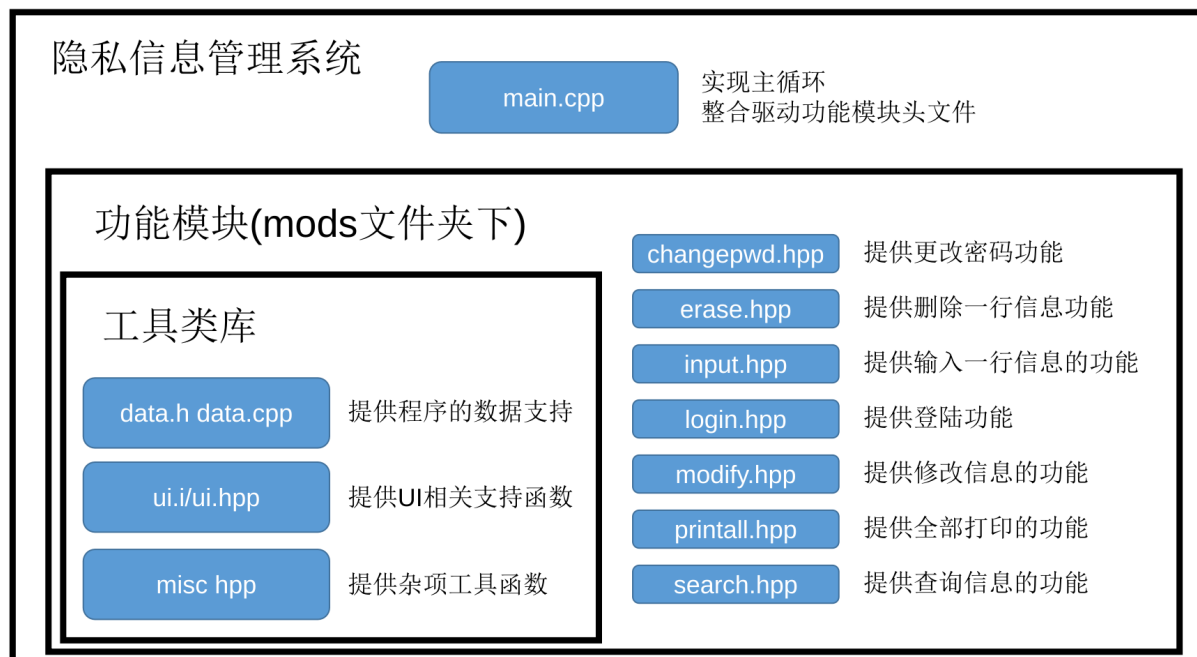 隐私信息管理系统
main.cpp
实现主循环
整合驱动功能模块头文件
功能模块(mods文件夹下)
工具类库
data.h data.cpp
提供程序的数据支持
ui.i/ui.hpp
提供UI相关支持函数
misc hpp
提供杂项工具函数
changepwd.hpp
提供更改密码功能
erase.hpp
提供删除一行信息功能
input.hpp
提供输入一行信息的功能
login.hpp
提供登陆功能
modify.hpp
提供修改信息的功能
printall.hpp
提供全部打印的功能
search.hpp
提供查询信息的功能